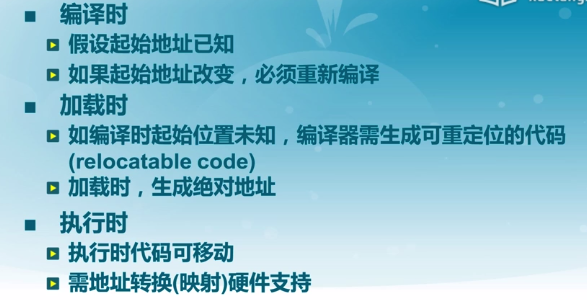 编译时
假设起始地址已知
如果起始地址改变，必须重新编译
加载时
如编译时起始位置未知，编译器需生成可重定位的代码
(relocatable code)
加载时，生成绝对地址
执行时
执行时代码可移动
需地址转换(映射)硬件支持